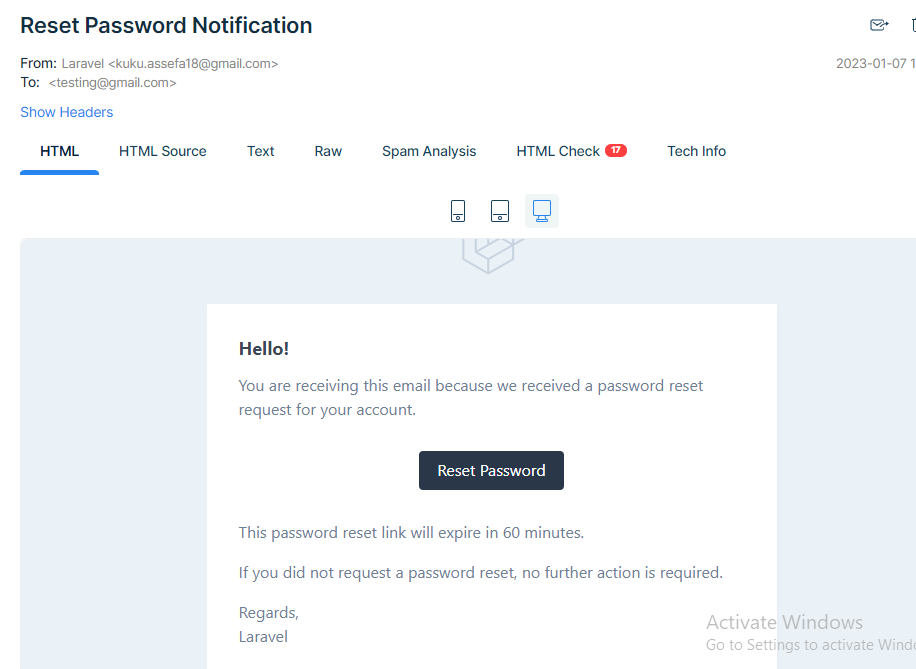 Reset Password Notification
From: Laravel <kuku.assefa18@gmail.com>
2023-01-07 1
To: <testing@gmail.com>
Show Headers
HTML HTML Source Text Raw Spam Analysis HTML Check 17 Tech Info
Hello!
You are receiving this email because we received a password reset
request for your account.
Reset Password
This password reset link will expire in 60 minutes.
If you did not request a password reset, no further action is required.
Regards,
Laravel
Activate Windows
Go to Settings to activate Wind